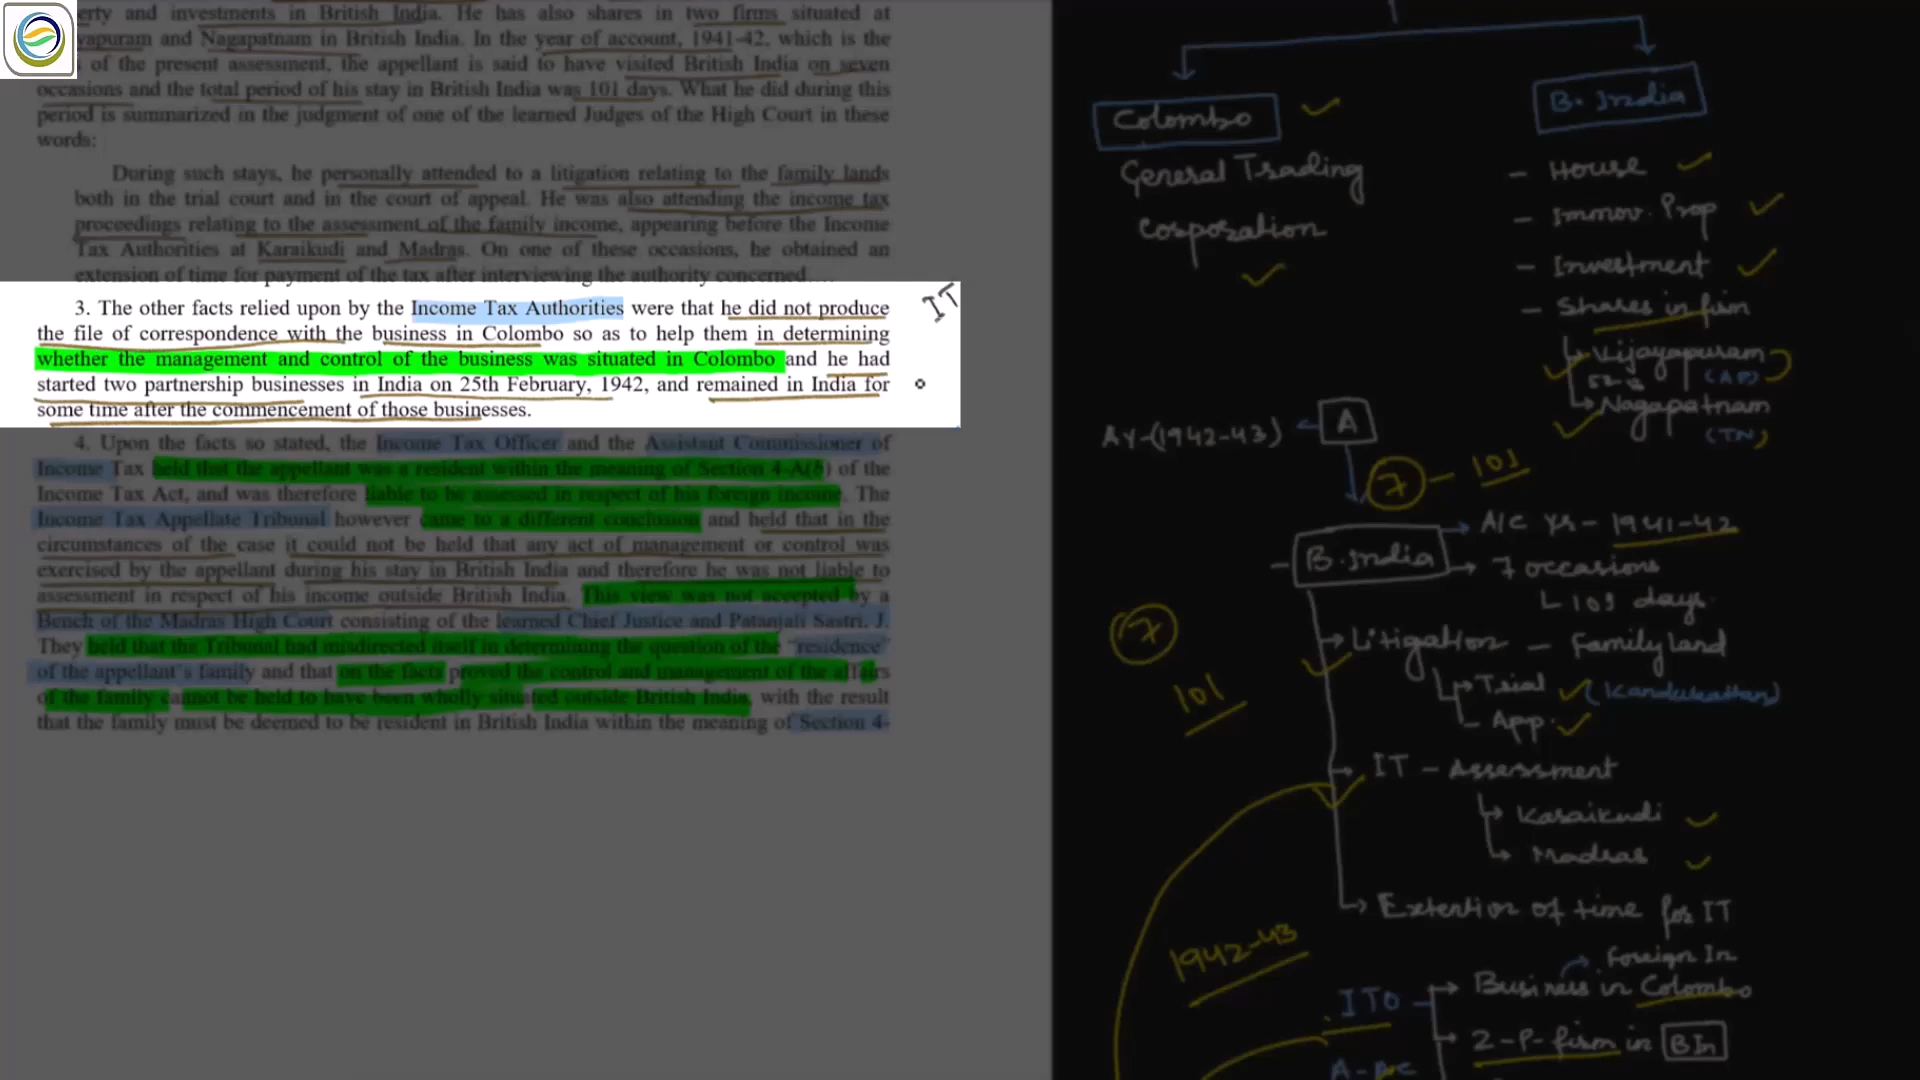 erty and investments in British India. He has also shares in two firms situated at
yapuram and Nagapatnam in British India. In the year of account, 1941-42, which is the
of the present assessment, the appellant is said to have visited British India on seven
occasions and the total period of his stay in British India was 101 days. What he did during this
period is summarized in the judgment of one of the learned Judges of the High Court in these
words:
During such stays, he personally attended to a litigation relating to the family lands
both in the trial court and in the court of appeal. He was also attending the income tax
proceedings relating to the assessment of the family income, appearing before the Income
Tax Authorities at Karaikudi and Madras. On one of these occasions, he obtained an
extension of time for payment of the tax after interviewing the authority concerned....
3. The other facts relied upon by the Income Tax Authorities were that he did not produce
the file of correspondence with the business in Colombo so as to help them in determining
whether the management and control of the business was situated in Colombo and he had
started two partnership businesses in India on 25th February, 1942, and remained in India for
some time after the commencement of those businesses.
IT
4. Upon the facts so stated, the Income Tax Officer and the Assistant Commissioner of
Income Tax held that the appellant was a resident within the meaning of Section 4-A(b) of the
Income Tax Act, and was therefore liable to be assessed in respect of his foreign income. The
Income Tax Appellate Tribunal however came to a different conclusion and held that in the
circumstances of the case it could not be held that any act of management or control was
exercised by the appellant during his stay in British India and therefore he was not liable to
assessment in respect of his income outside British India. This view was not accepted by a
Bench of the Madras High Court consisting of the learned Chief Justice and Patanjali Sastri, J.
They held that the Tribunal had misdirected itself in determining the question of the “residence”
of the appellant's family and that on the facts proved the control and management of the affairs
of the family cannot be held to have been wholly situated outside British India, with the result
that the family must be deemed to be resident in British India within the meaning of Section 4-
Colombo
General Trading
Corporation
B. India
- House
- Immov. Prop
- Investment
- Shares in firm
Vijayapuram
(AP)
Nagapatnam
(TN)
AY-(1942-43)
A
7 - 101
B. India
A/C Yr - 1941-42
7 occasions
101 days
7
101
Litigation - Family land
Trial (Kandukattan)
- App.
IT - Assessment
Karaikudi
Madras
Extention of time for IT
1942-43
Foreign In
ITO
Business in Colombo
2-P-firm in BIn